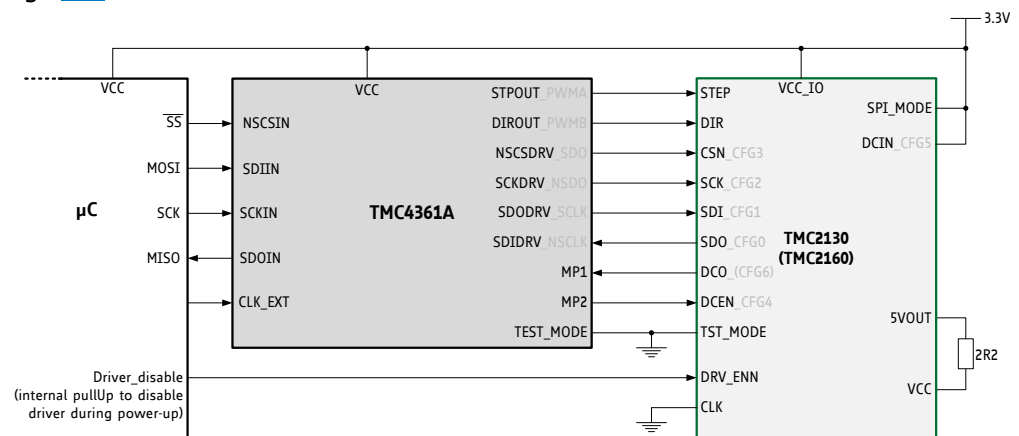 3.3V
VCC
VCC
VCC_IO
SS
MOSI
SCK
MISO
µC
NSCSIN
SDIIN
SCKIN
SDOIN
CLK_EXT
TMC4361A
STPOUT_PWMA
DIROUT_PWMB
NSCSDRV_SDO
SCKDRV_NSDO
SDODRV_SCLK
SDIDRV_NSCLK
MP1
MP2
TEST_MODE
STEP
DIR
CSN_CFG3
SCK_CFG2
SDI_CFG1
SDO_CFG0
DCO_(CFG6)
DCEN_CFG4
TST_MODE
DRV_ENN
CLK
TMC2130
(TMC2160)
SPI_MODE
DCIN_CFG5
5VOUT
VCC
2R2
Driver_disable
(internal pullUp to disable
driver during power-up)